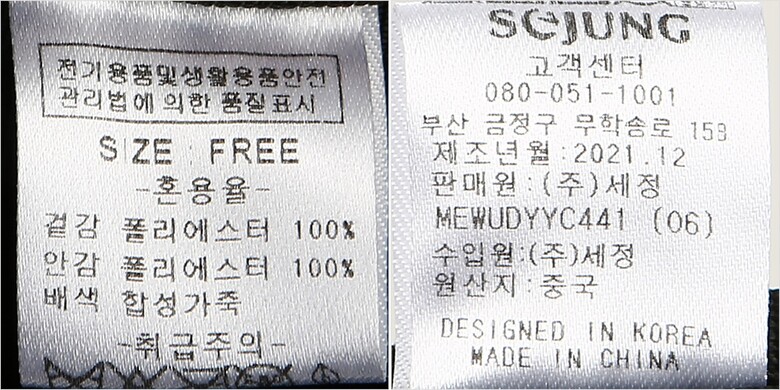 전기용품및생활용품안전
관리법에 의한 품질표시
SIZE : FREE
-혼용율-
겉감 폴리에스터 100%
안감 폴리에스터 100%
배색 합성가죽
-취급주의-
SEJUNG
고객센터
080-051-1001
부산 금정구 무학송로 159
제조년월:2021.12
판매원:(주)세정
MEWUDYYC441 (06)
수입원:(주)세정
원산지:중국
DESIGNED IN KOREA
MADE IN CHINA